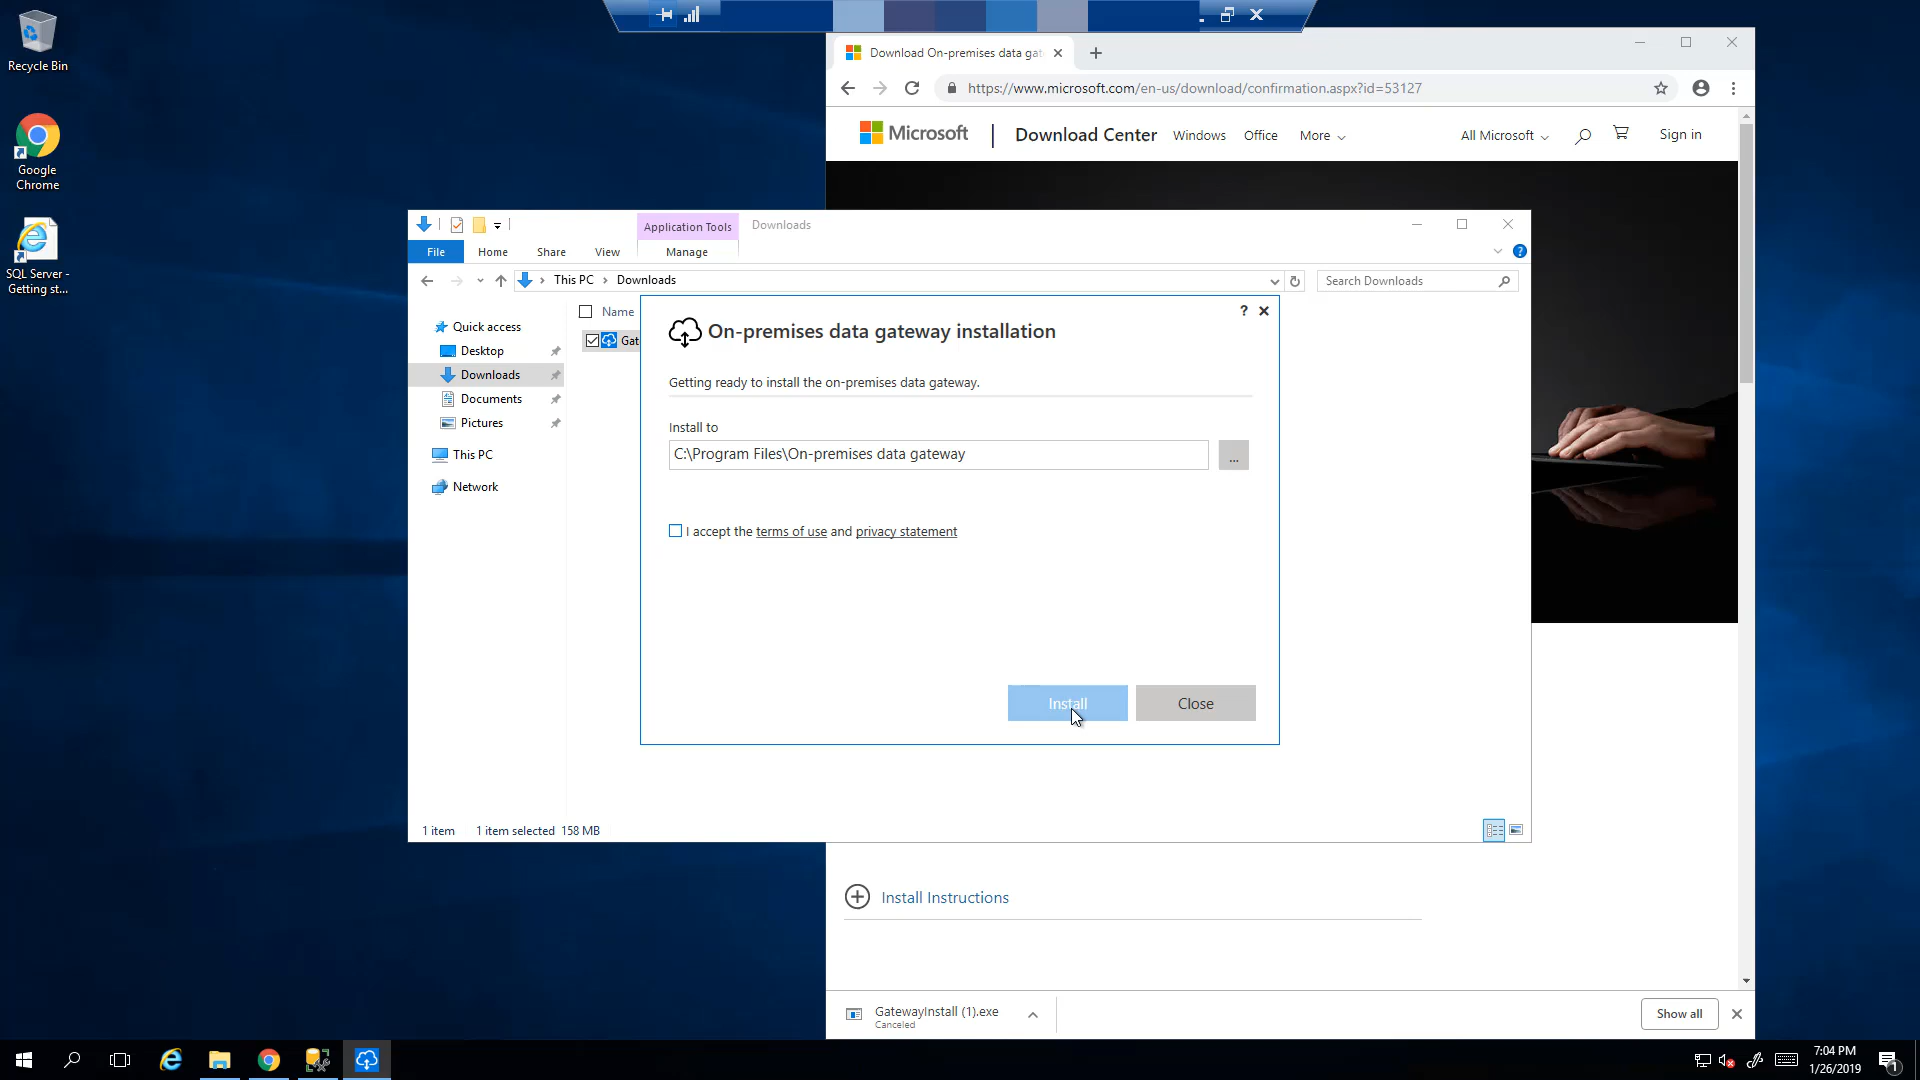 Recycle Bin
Google
Chrome
SQL Server -
Getting st...
Download On-premises data gat
https://www.microsoft.com/en-us/download/confirmation.aspx?id=53127
Microsoft
Download Center
Windows
Office
More
All Microsoft
Sign in
Application Tools
Downloads
File
Home
Share
View
Manage
This PC
Downloads
Search Downloads
Quick access
Desktop
Downloads
Documents
Pictures
This PC
Network
Name
Gat
?
On-premises data gateway installation
Getting ready to install the on-premises data gateway.
Install to
C:\Program Files\On-premises data gateway
...
I accept the terms of use and privacy statement
Install
Close
1 item
1 item selected 158 MB
Install Instructions
GatewayInstall (1).exe
Canceled
Show all
7:04 PM
1/26/2019
1